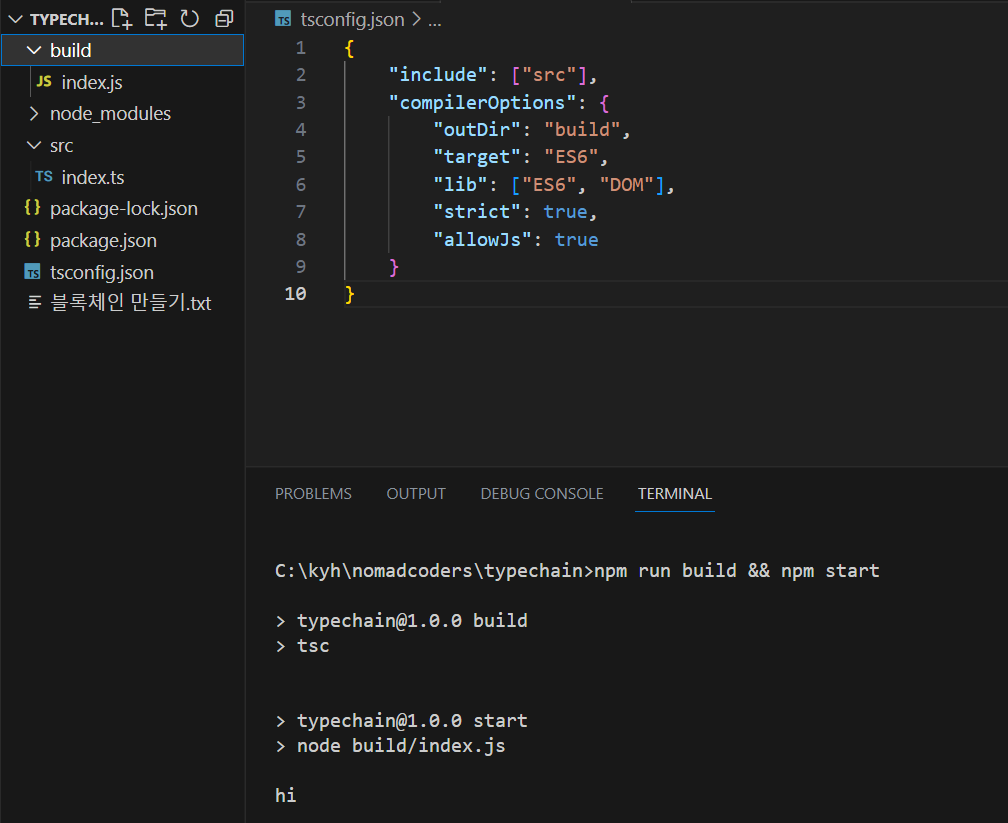 TYPECH...
build
JS index.js
node_modules
src
TS index.ts
{} package-lock.json
{} package.json
TS tsconfig.json
블록체인 만들기.txt
TS tsconfig.json > ...
1 {
2 "include": ["src"],
3 "compilerOptions": {
4 "outDir": "build",
5 "target": "ES6",
6 "lib": ["ES6", "DOM"],
7 "strict": true,
8 "allowJs": true
9 }
10 }
PROBLEMS OUTPUT DEBUG CONSOLE TERMINAL
C:\kyh\nomadcoders\typechain>npm run build && npm start
> typechain@1.0.0 build
> tsc
> typechain@1.0.0 start
> node build/index.js
hi